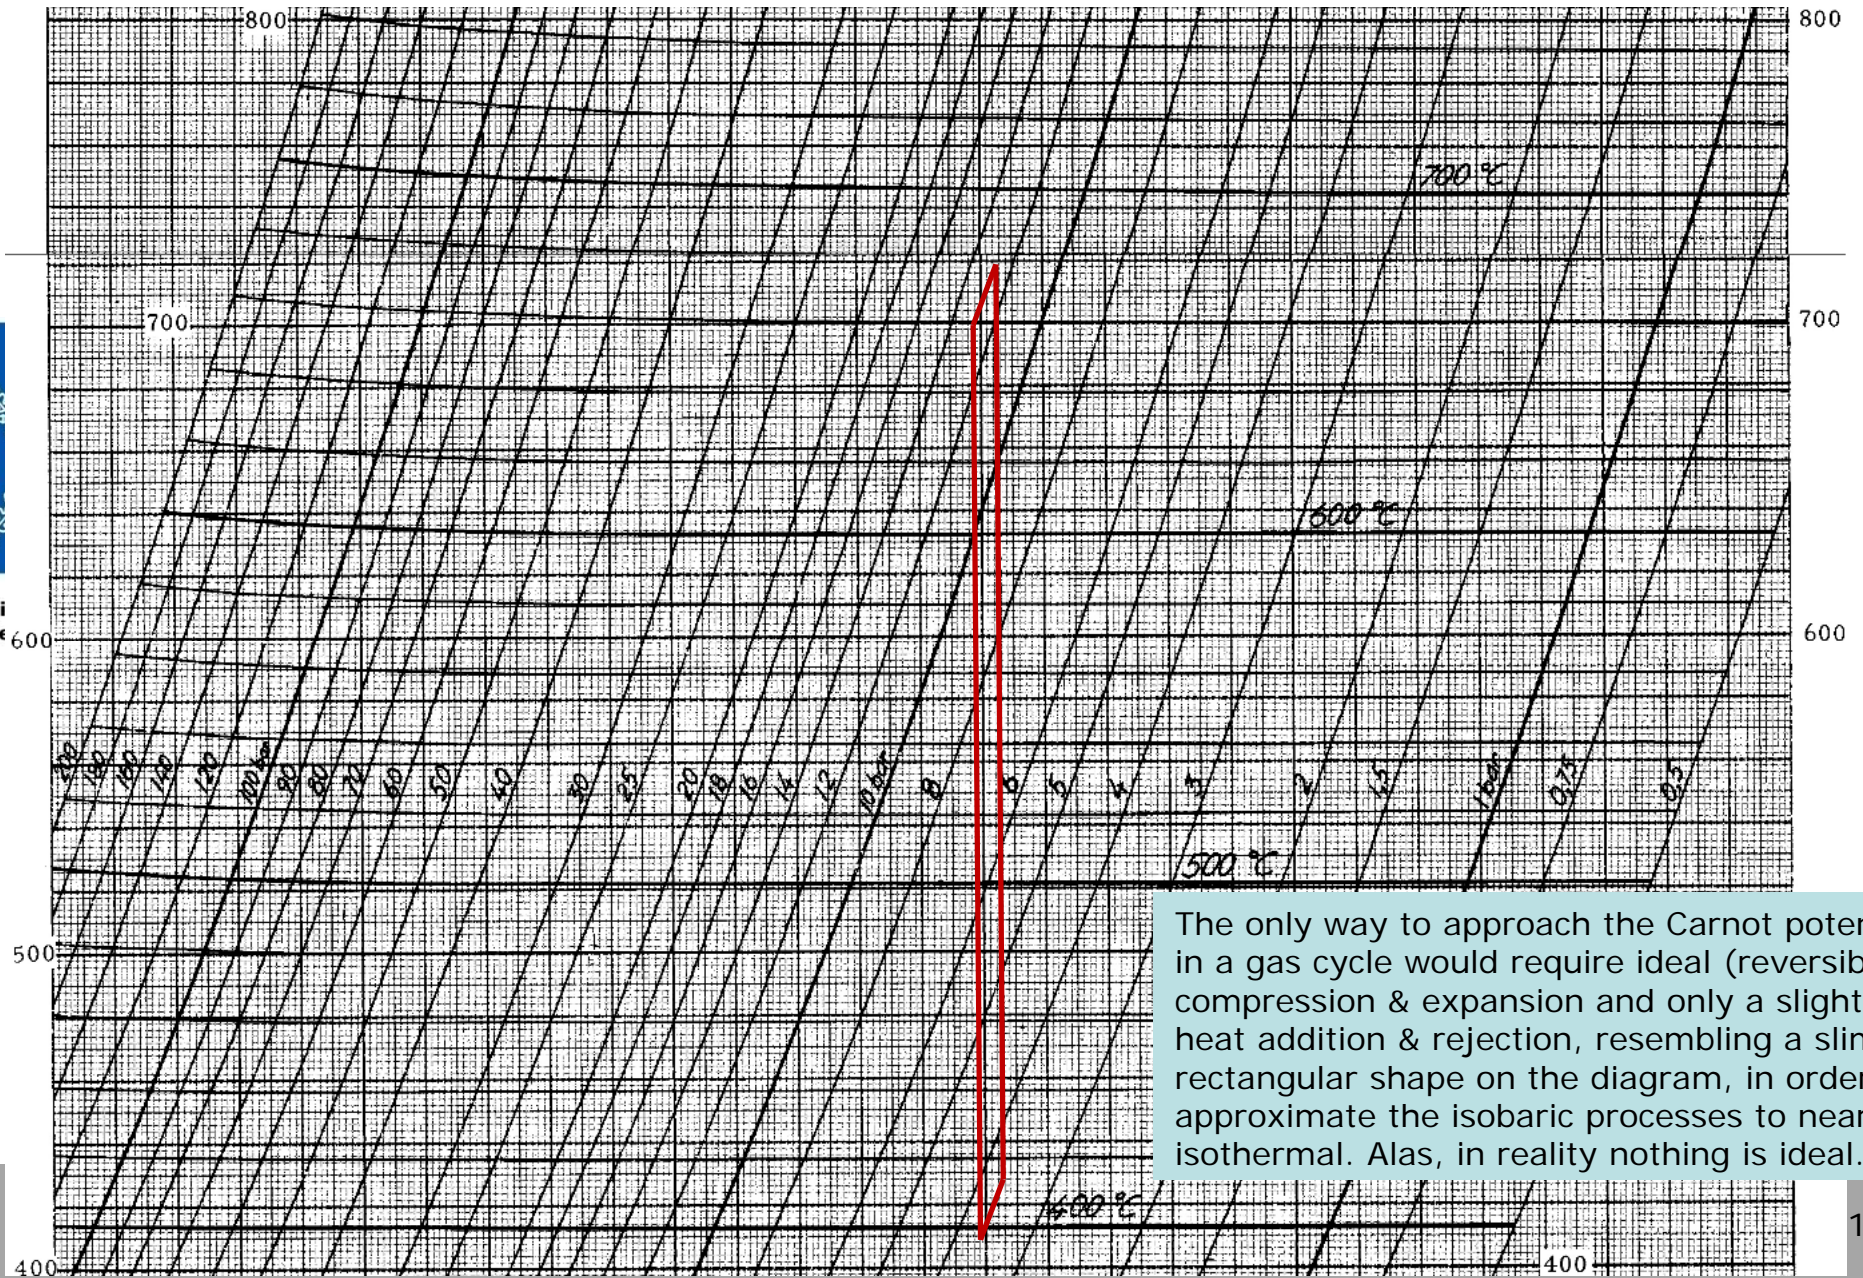 800
800
700 °C
700
700
600 °C
600
600
200
180
160
140
120
100 bar
90
80
70
60
50
40
30
25
20
18
16
14
12
10 bar
8
6
5
4
3
2
1,5
1 bar
0,75
0,5
500 °C
500
The only way to approach the Carnot poten
in a gas cycle would require ideal (reversib
compression & expansion and only a slight
heat addition & rejection, resembling a slim
rectangular shape on the diagram, in order
approximate the isobaric processes to near
isothermal. Alas, in reality nothing is ideal.
400 °C
1
400
400